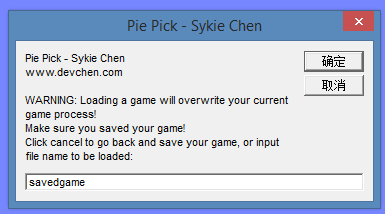 Pie Pick - Sykie Chen
Pie Pick - Sykie Chen
www.devchen.com
确定
取消
WARNING: Loading a game will overwrite your current
game process!
Make sure you saved your game!
Click cancel to go back and save your game, or input
file name to be loaded:
savedgame